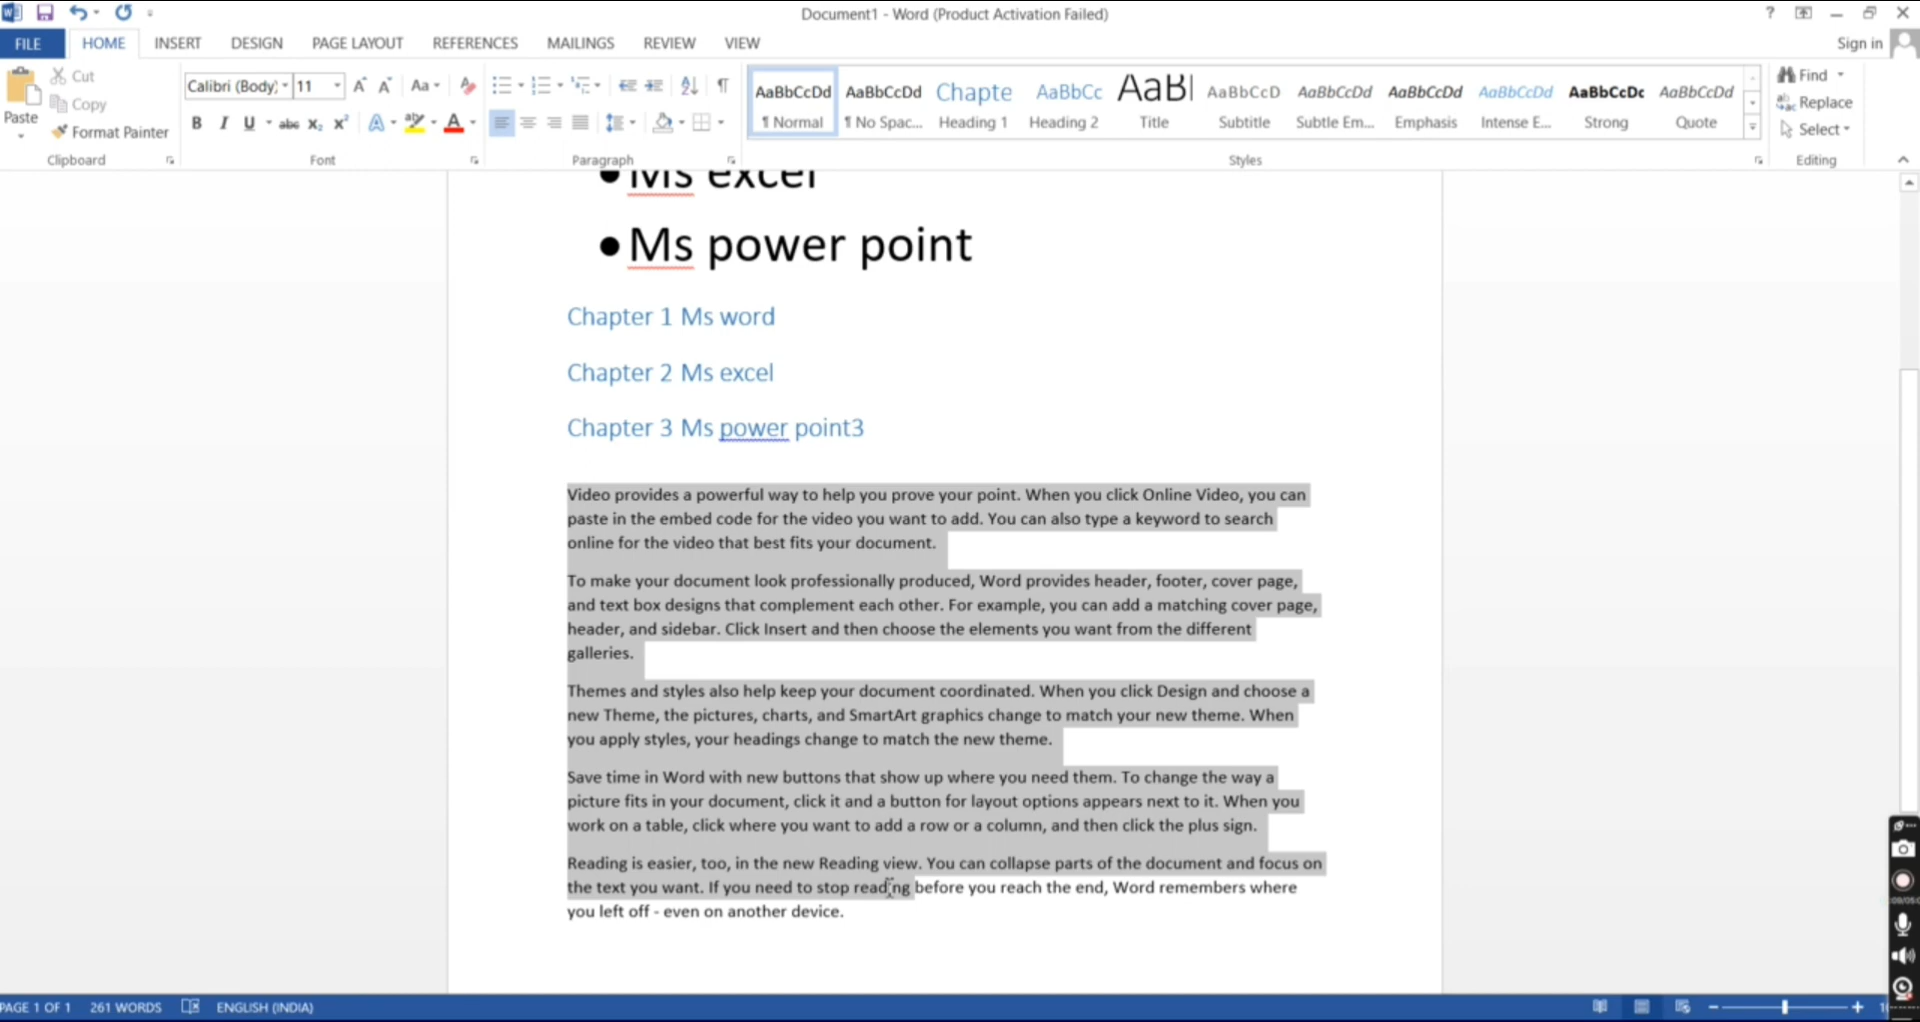 Document1 - Word (Product Activation Failed)
FILE HOME INSERT DESIGN PAGE LAYOUT REFERENCES MAILINGS REVIEW VIEW
Sign in
Paste
Cut
Copy
Format Painter
Clipboard
Calibri (Body) 11
Font
Paragraph
AaBbCcDd AaBbCcDd Chapte AaBbCc AaBl AaBbCcD AaBbCcDd AaBbCcDd AaBbCcDd AaBbCcDc AaBbCcDd
¶ Normal ¶ No Spac... Heading 1 Heading 2 Title Subtitle Subtle Em... Emphasis Intense E... Strong Quote
Styles
Find
Replace
Select
Editing
• Ms excel
• Ms power point
Chapter 1 Ms word
Chapter 2 Ms excel
Chapter 3 Ms power point3
Video provides a powerful way to help you prove your point. When you click Online Video, you can
paste in the embed code for the video you want to add. You can also type a keyword to search
online for the video that best fits your document.
To make your document look professionally produced, Word provides header, footer, cover page,
and text box designs that complement each other. For example, you can add a matching cover page,
header, and sidebar. Click Insert and then choose the elements you want from the different
galleries.
Themes and styles also help keep your document coordinated. When you click Design and choose a
new Theme, the pictures, charts, and SmartArt graphics change to match your new theme. When
you apply styles, your headings change to match the new theme.
Save time in Word with new buttons that show up where you need them. To change the way a
picture fits in your document, click it and a button for layout options appears next to it. When you
work on a table, click where you want to add a row or a column, and then click the plus sign.
Reading is easier, too, in the new Reading view. You can collapse parts of the document and focus on
the text you want. If you need to stop reading before you reach the end, Word remembers where
you left off - even on another device.
PAGE 1 OF 1 261 WORDS ENGLISH (INDIA)